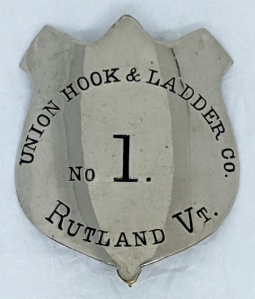 UNION HOOK & LADDER CO.
No 1.
RUTLAND VT.